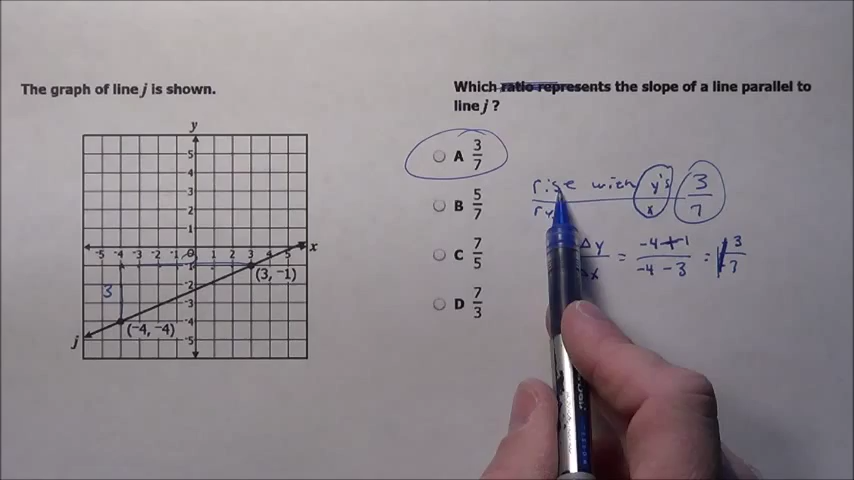 The graph of line j is shown.
y
5
4
3
2
1
-5 -4 -3 -2 -1 0 1 2 3 4 5 x
-1
-2
-3
-4
-5
3
(3, −1)
(−4, −4)
j
Which ratio represents the slope of a line parallel to
line j ?
A 3/7
B 5/7
C 7/5
D 7/3
rise with y's 3
x 7
Δy = -4+1 = 3
-4-3